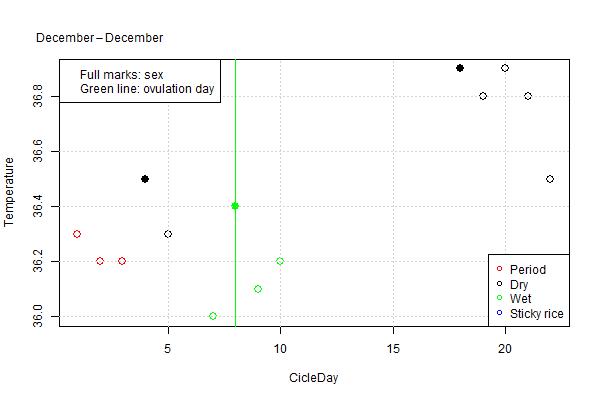 December – December
Full marks: sex
Green line: ovulation day
Temperature
36.8
36.6
36.4
36.2
36.0
Period
Dry
Wet
Sticky rice
5 10 15 20
CicleDay